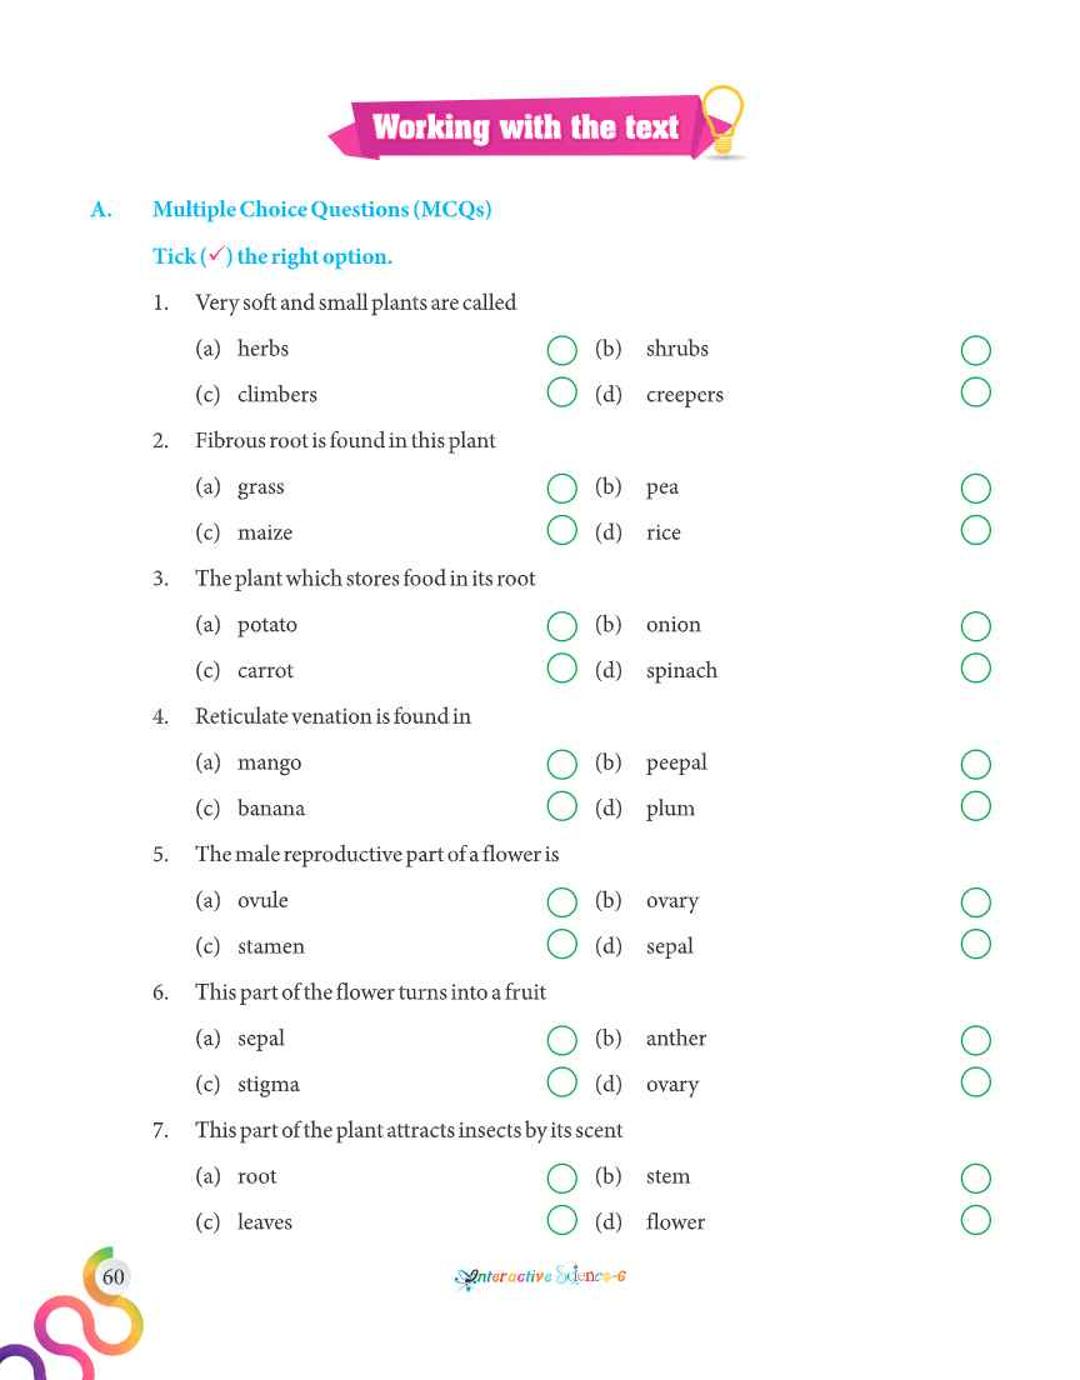 Working with the text
A. Multiple Choice Questions (MCQs)
Tick (✓) the right option.
1. Very soft and small plants are called
(a) herbs (b) shrubs
(c) climbers (d) creepers
2. Fibrous root is found in this plant
(a) grass (b) pea
(c) maize (d) rice
3. The plant which stores food in its root
(a) potato (b) onion
(c) carrot (d) spinach
4. Reticulate venation is found in
(a) mango (b) peepal
(c) banana (d) plum
5. The male reproductive part of a flower is
(a) ovule (b) ovary
(c) stamen (d) sepal
6. This part of the flower turns into a fruit
(a) sepal (b) anther
(c) stigma (d) ovary
7. This part of the plant attracts insects by its scent
(a) root (b) stem
(c) leaves (d) flower
60 Interactive Science-6